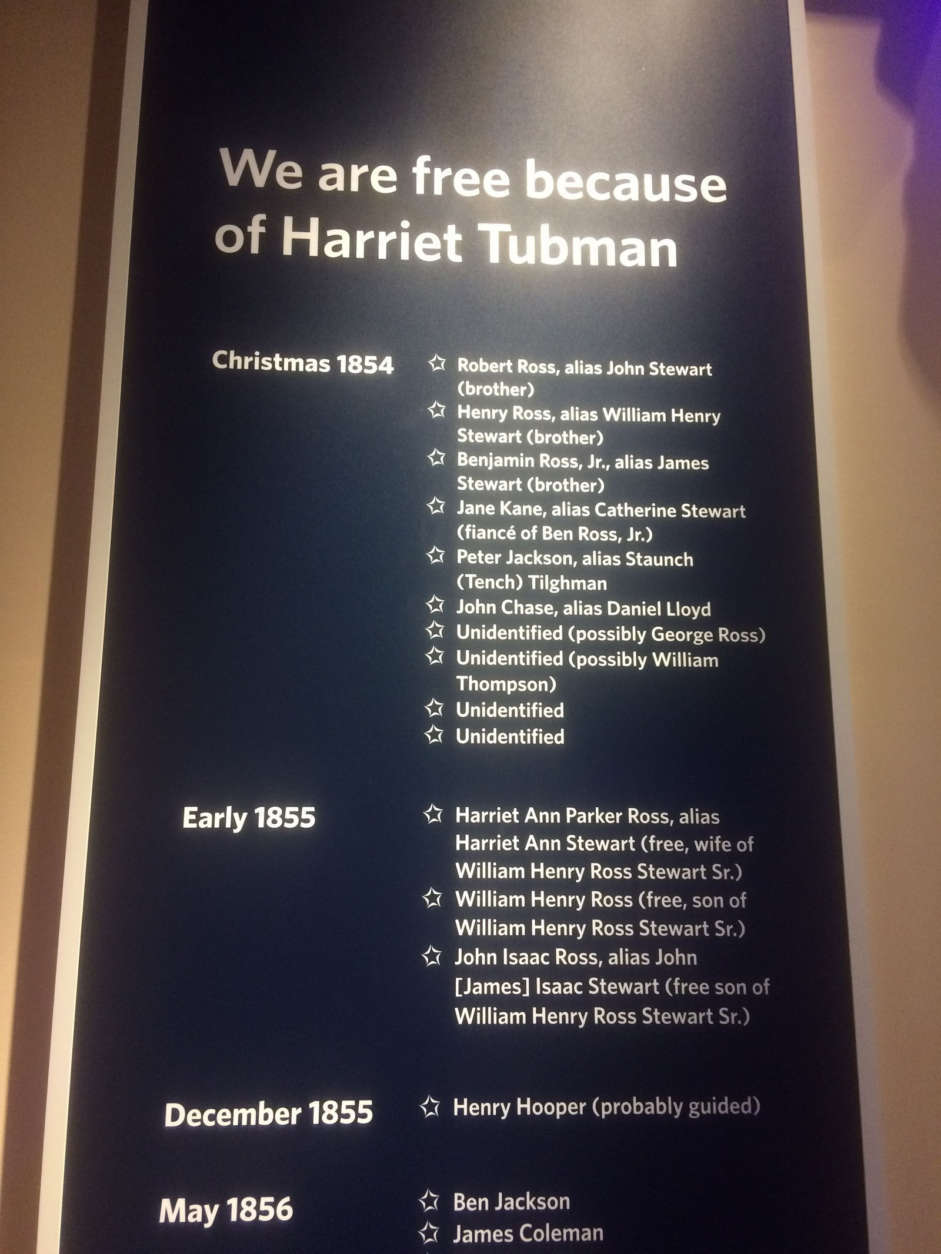 We are free because
of Harriet Tubman
Christmas 1854
☆ Robert Ross, alias John Stewart
(brother)
☆ Henry Ross, alias William Henry
Stewart (brother)
☆ Benjamin Ross, Jr., alias James
Stewart (brother)
☆ Jane Kane, alias Catherine Stewart
(fiancé of Ben Ross, Jr.)
☆ Peter Jackson, alias Staunch
(Tench) Tilghman
☆ John Chase, alias Daniel Lloyd
☆ Unidentified (possibly George Ross)
☆ Unidentified (possibly William
Thompson)
☆ Unidentified
☆ Unidentified
Early 1855
☆ Harriet Ann Parker Ross, alias
Harriet Ann Stewart (free, wife of
William Henry Ross Stewart Sr.)
☆ William Henry Ross (free, son of
William Henry Ross Stewart Sr.)
☆ John Isaac Ross, alias John
[James] Isaac Stewart (free son of
William Henry Ross Stewart Sr.)
December 1855
☆ Henry Hooper (probably guided)
May 1856
☆ Ben Jackson
☆ James Coleman